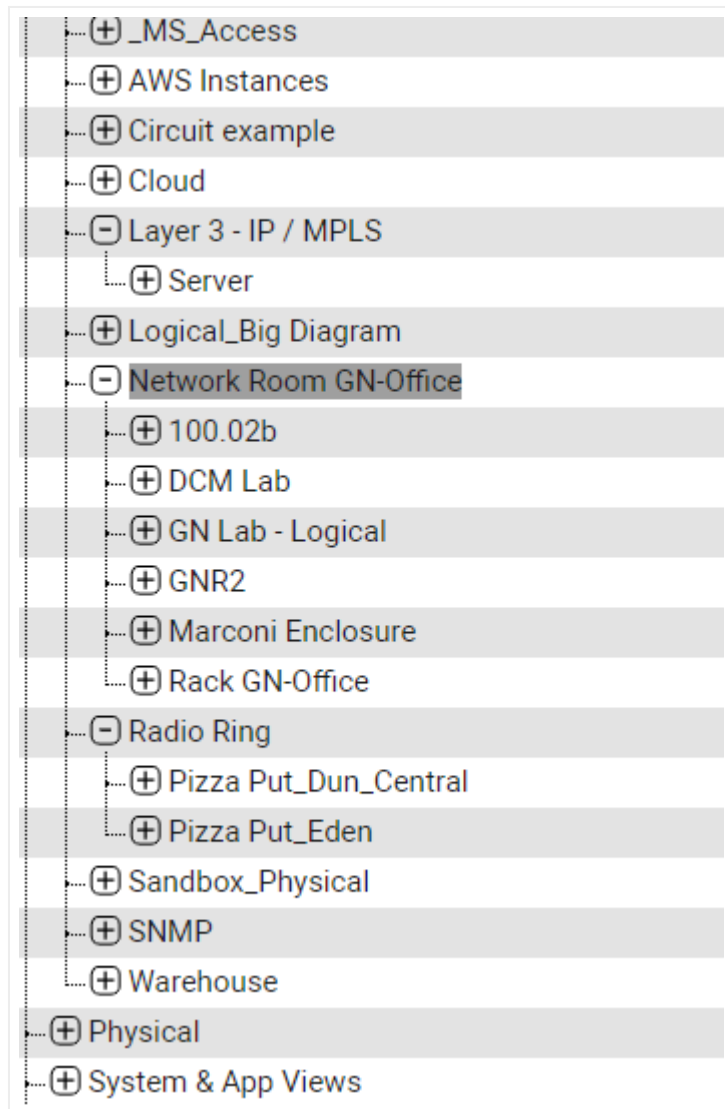 _MS_Access
AWS Instances
Circuit example
Cloud
Layer 3 - IP / MPLS
Server
Logical_Big Diagram
Network Room GN-Office
100.02b
DCM Lab
GN Lab - Logical
GNR2
Marconi Enclosure
Rack GN-Office
Radio Ring
Pizza Put_Dun_Central
Pizza Put_Eden
Sandbox_Physical
SNMP
Warehouse
Physical
System & App Views